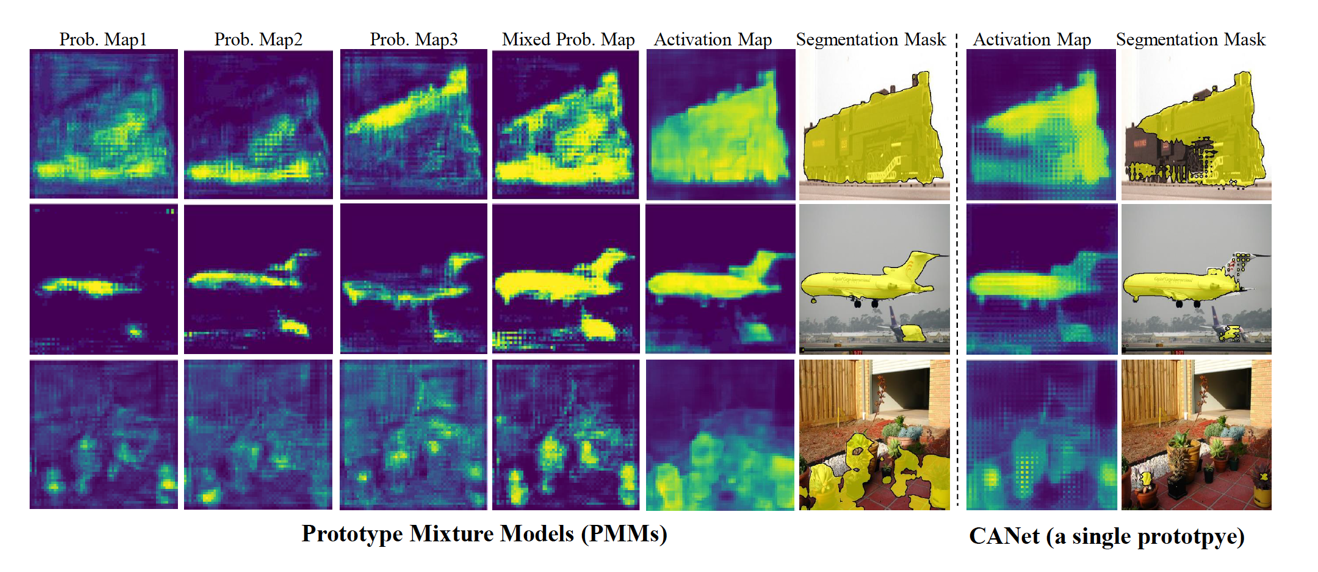 Prob. Map1 Prob. Map2 Prob. Map3 Mixed Prob. Map Activation Map Segmentation Mask Activation Map Segmentation Mask
Prototype Mixture Models (PMMs) CANet (a single prototpye)